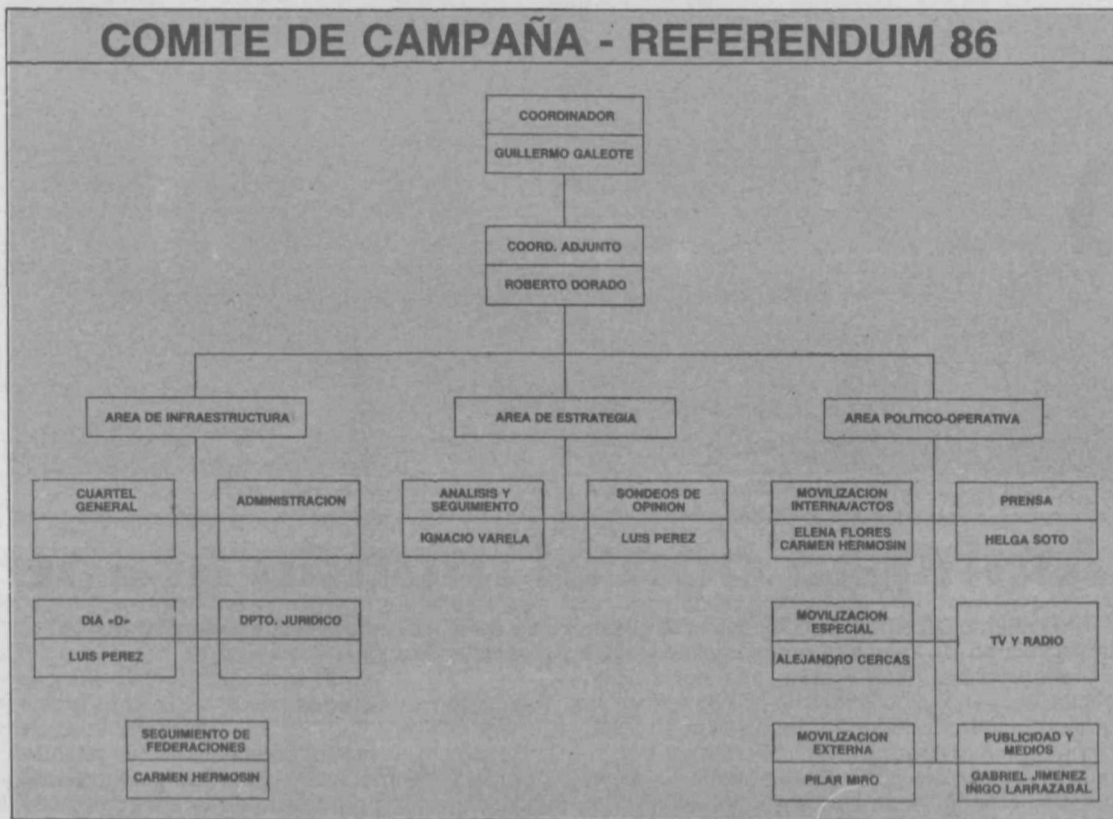 COMITE DE CAMPAÑA - REFERENDUM 86
COORDINADOR
GUILLERMO GALEOTE
COORD. ADJUNTO
ROBERTO DORADO
AREA DE INFRAESTRUCTURA
AREA DE ESTRATEGIA
AREA POLITICO-OPERATIVA
CUARTEL
GENERAL
ADMINISTRACION
ANALISIS Y
SEGUIMIENTO
IGNACIO VARELA
SONDEOS DE
OPINION
LUIS PEREZ
MOVILIZACION
INTERNA/ACTOS
ELENA FLORES
CARMEN HERMOSIN
PRENSA
HELGA SOTO
DIA «D»
LUIS PEREZ
DPTO. JURIDICO
MOVILIZACION
ESPECIAL
ALEJANDRO CERCAS
TV Y RADIO
SEGUIMIENTO DE
FEDERACIONES
CARMEN HERMOSIN
MOVILIZACION
EXTERNA
PILAR MIRO
PUBLICIDAD Y
MEDIOS
GABRIEL JIMENEZ
IÑIGO LARRAZABAL